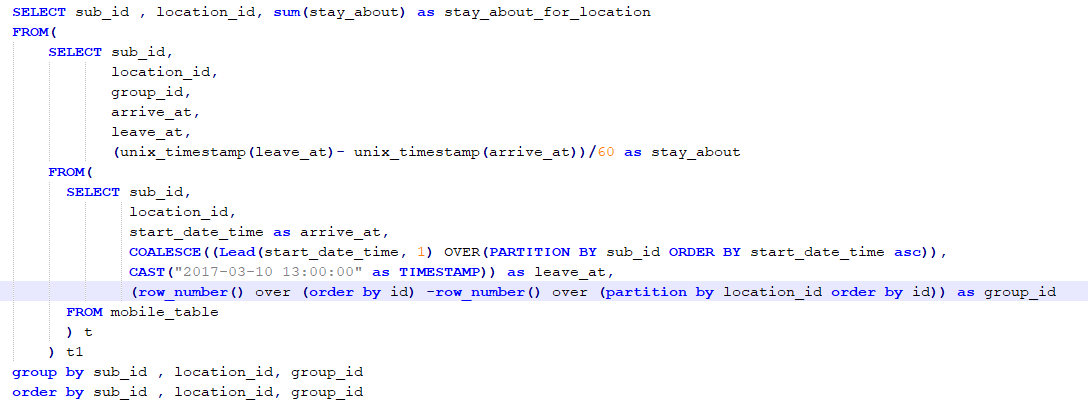 SELECT sub_id , location_id, sum(stay_about) as stay_about_for_location
FROM(
SELECT sub_id,
location_id,
group_id,
arrive_at,
leave_at,
(unix_timestamp(leave_at)- unix_timestamp(arrive_at))/60 as stay_about
FROM(
SELECT sub_id,
location_id,
start_date_time as arrive_at,
COALESCE((Lead(start_date_time, 1) OVER(PARTITION BY sub_id ORDER BY start_date_time asc)),
CAST("2017-03-10 13:00:00" as TIMESTAMP)) as leave_at,
(row_number() over (order by id) -row_number() over (partition by location_id order by id)) as group_id
FROM mobile_table
) t
) t1
group by sub_id , location_id, group_id
order by sub_id , location_id, group_id